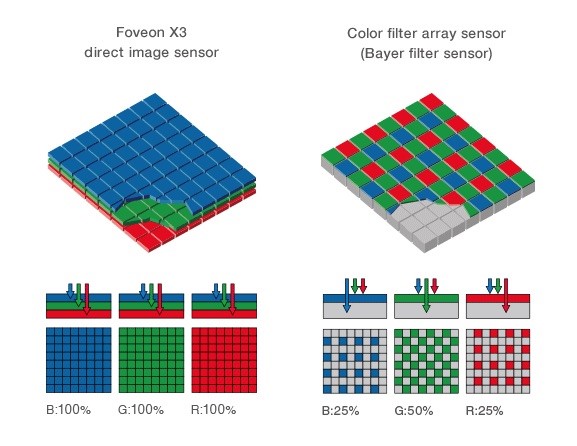 Foveon X3
direct image sensor
Color filter array sensor
(Bayer filter sensor)
B:100%
G:100%
R:100%
B:25%
G:50%
R:25%